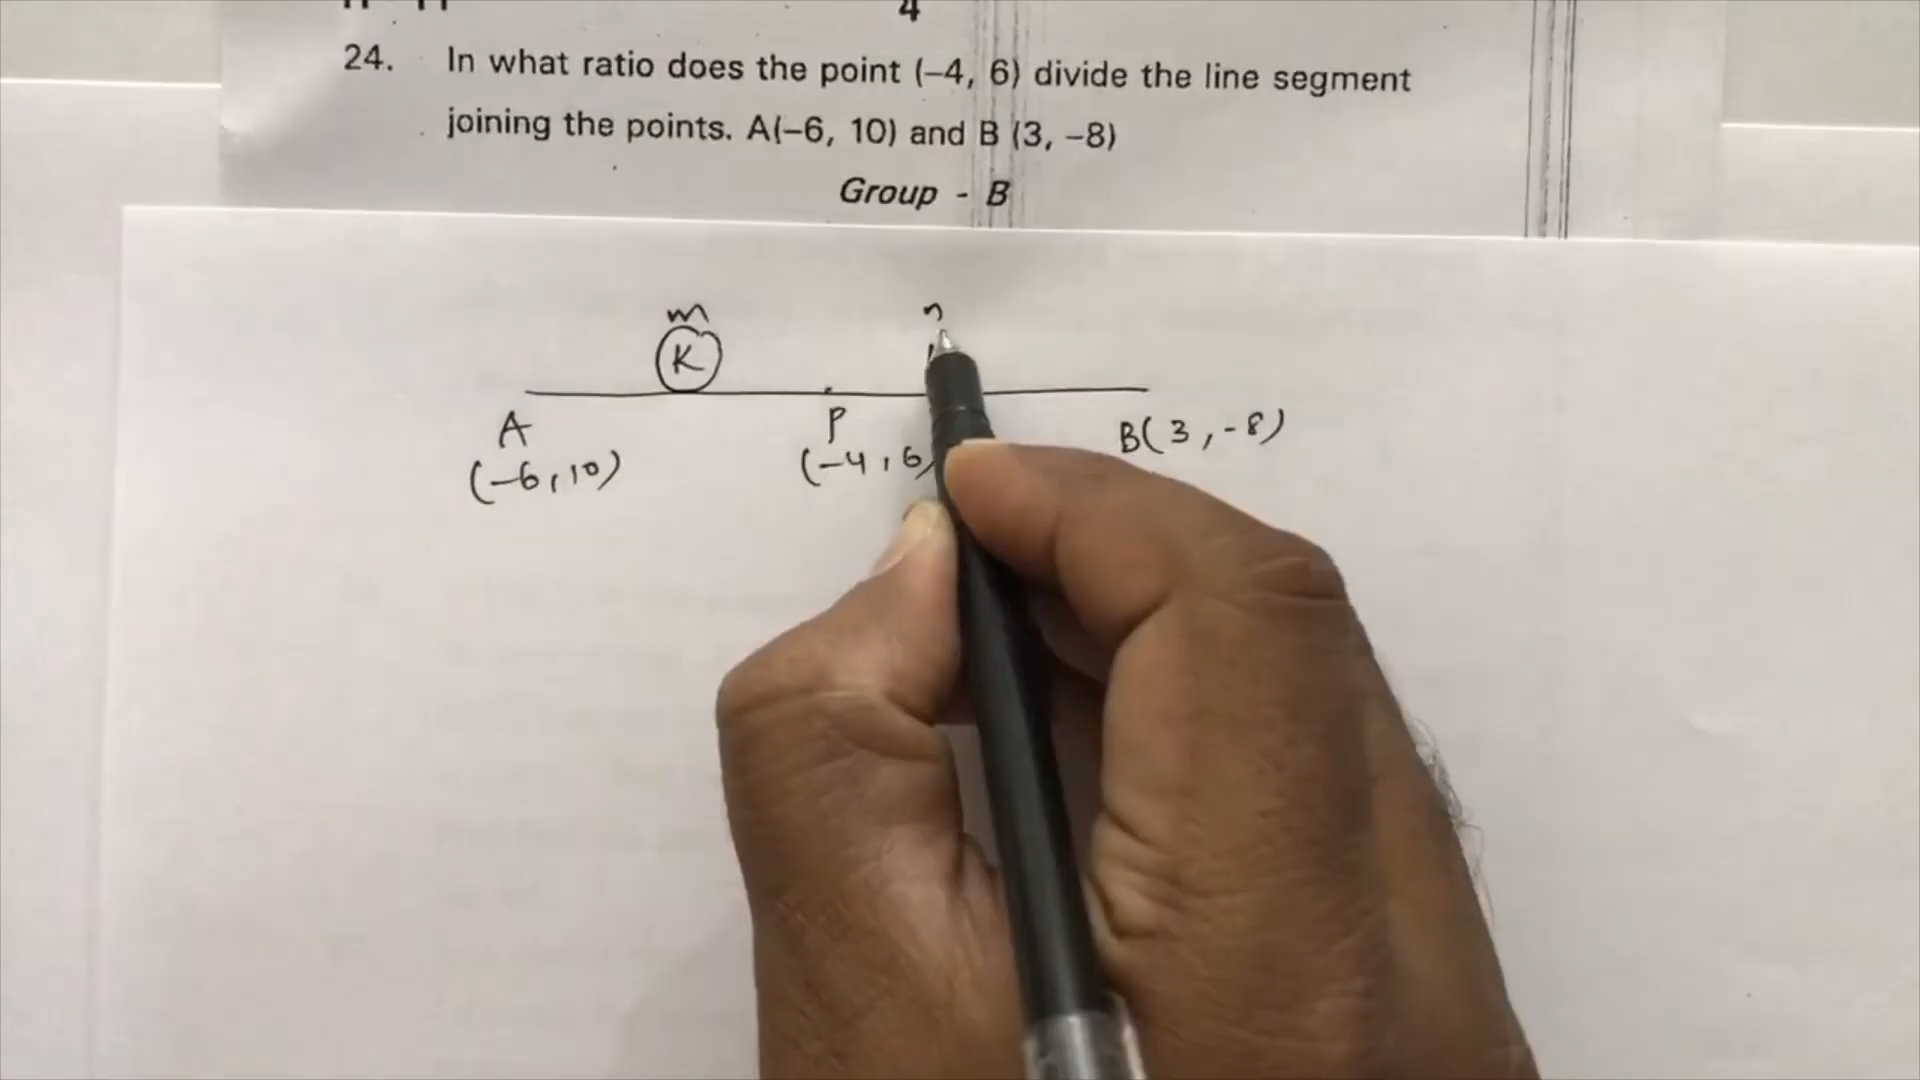 4
24. In what ratio does the point (–4, 6) divide the line segment
joining the points. A(–6, 10) and B (3, –8)
Group - B
m n
K
A P B(3,-8)
(-6,10) (-4,6